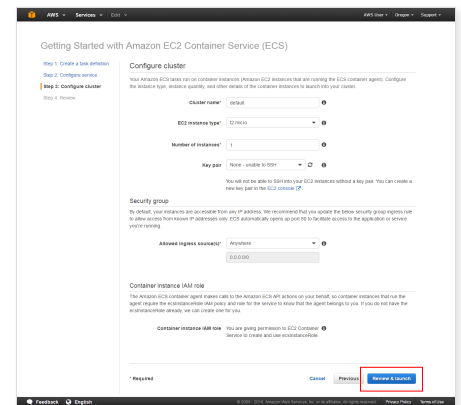 AWS Services Edit AWS User Oregon Support
Getting Started with Amazon EC2 Container Service (ECS)
Step 1: Create a task definition
Step 2: Configure service
Step 3: Configure cluster
Step 4: Review
Configure cluster
Your Amazon ECS tasks run on container instances (Amazon EC2 instances that are running the ECS container agent). Configure
the instance type, instance quantity, and other details of the container instances to launch into your cluster.
Cluster name* default
EC2 instance type* t2.micro
Number of instances* 1
Key pair None - unable to SSH
You will not be able to SSH into your EC2 instances without a key pair. You can create a
new key pair in the EC2 console
Security group
By default, your instances are accessible from any IP address. We recommend that you update the below security group ingress rule
to allow access from known IP addresses only. ECS automatically opens up port 80 to facilitate access to the application or service
you're running.
Allowed ingress source(s)* Anywhere
0.0.0.0/0
Container instance IAM role
The Amazon ECS container agent makes calls to the Amazon ECS API actions on your behalf, so container instances that run the
agent require the ecsInstanceRole IAM policy and role for the service to know that the agent belongs to you. If you do not have the
ecsInstanceRole already, we can create one for you.
Container instance IAM role You are giving permission to EC2 Container
Service to create and use ecsInstanceRole.
* Required Cancel Previous Review & launch
Feedback English © 2008 - 2016, Amazon Web Services, Inc. or its affiliates. All rights reserved. Privacy Policy Terms of Use